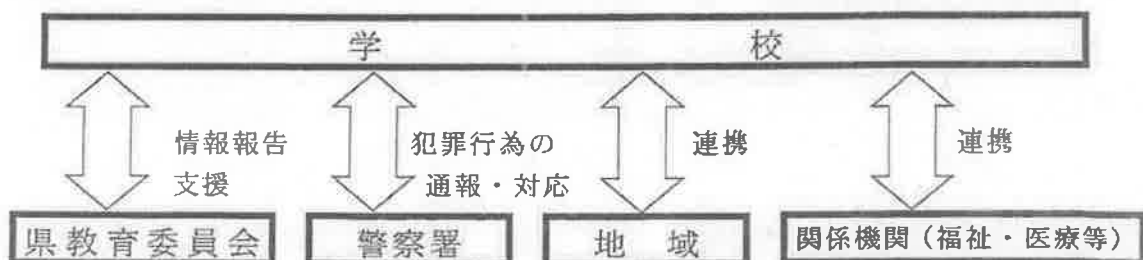 学校
情報報告
支援
犯罪行為の
通報・対応
連携
連携
県教育委員会
警察署
地域
関係機関（福祉・医療等）